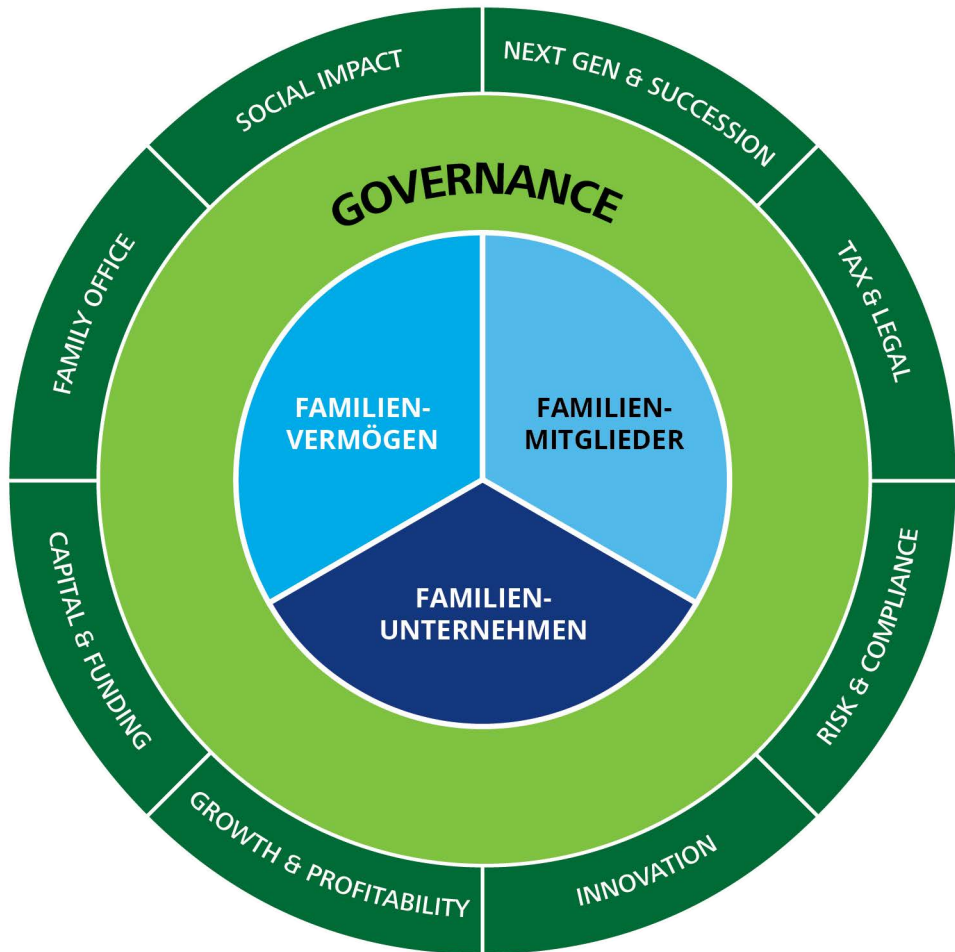 SOCIAL IMPACT
NEXT GEN & SUCCESSION
TAX & LEGAL
RISK & COMPLIANCE
INNOVATION
GROWTH & PROFITABILITY
CAPITAL & FUNDING
FAMILY OFFICE
GOVERNANCE
FAMILIEN-
VERMÖGEN
FAMILIEN-
MITGLIEDER
FAMILIEN-
UNTERNEHMEN